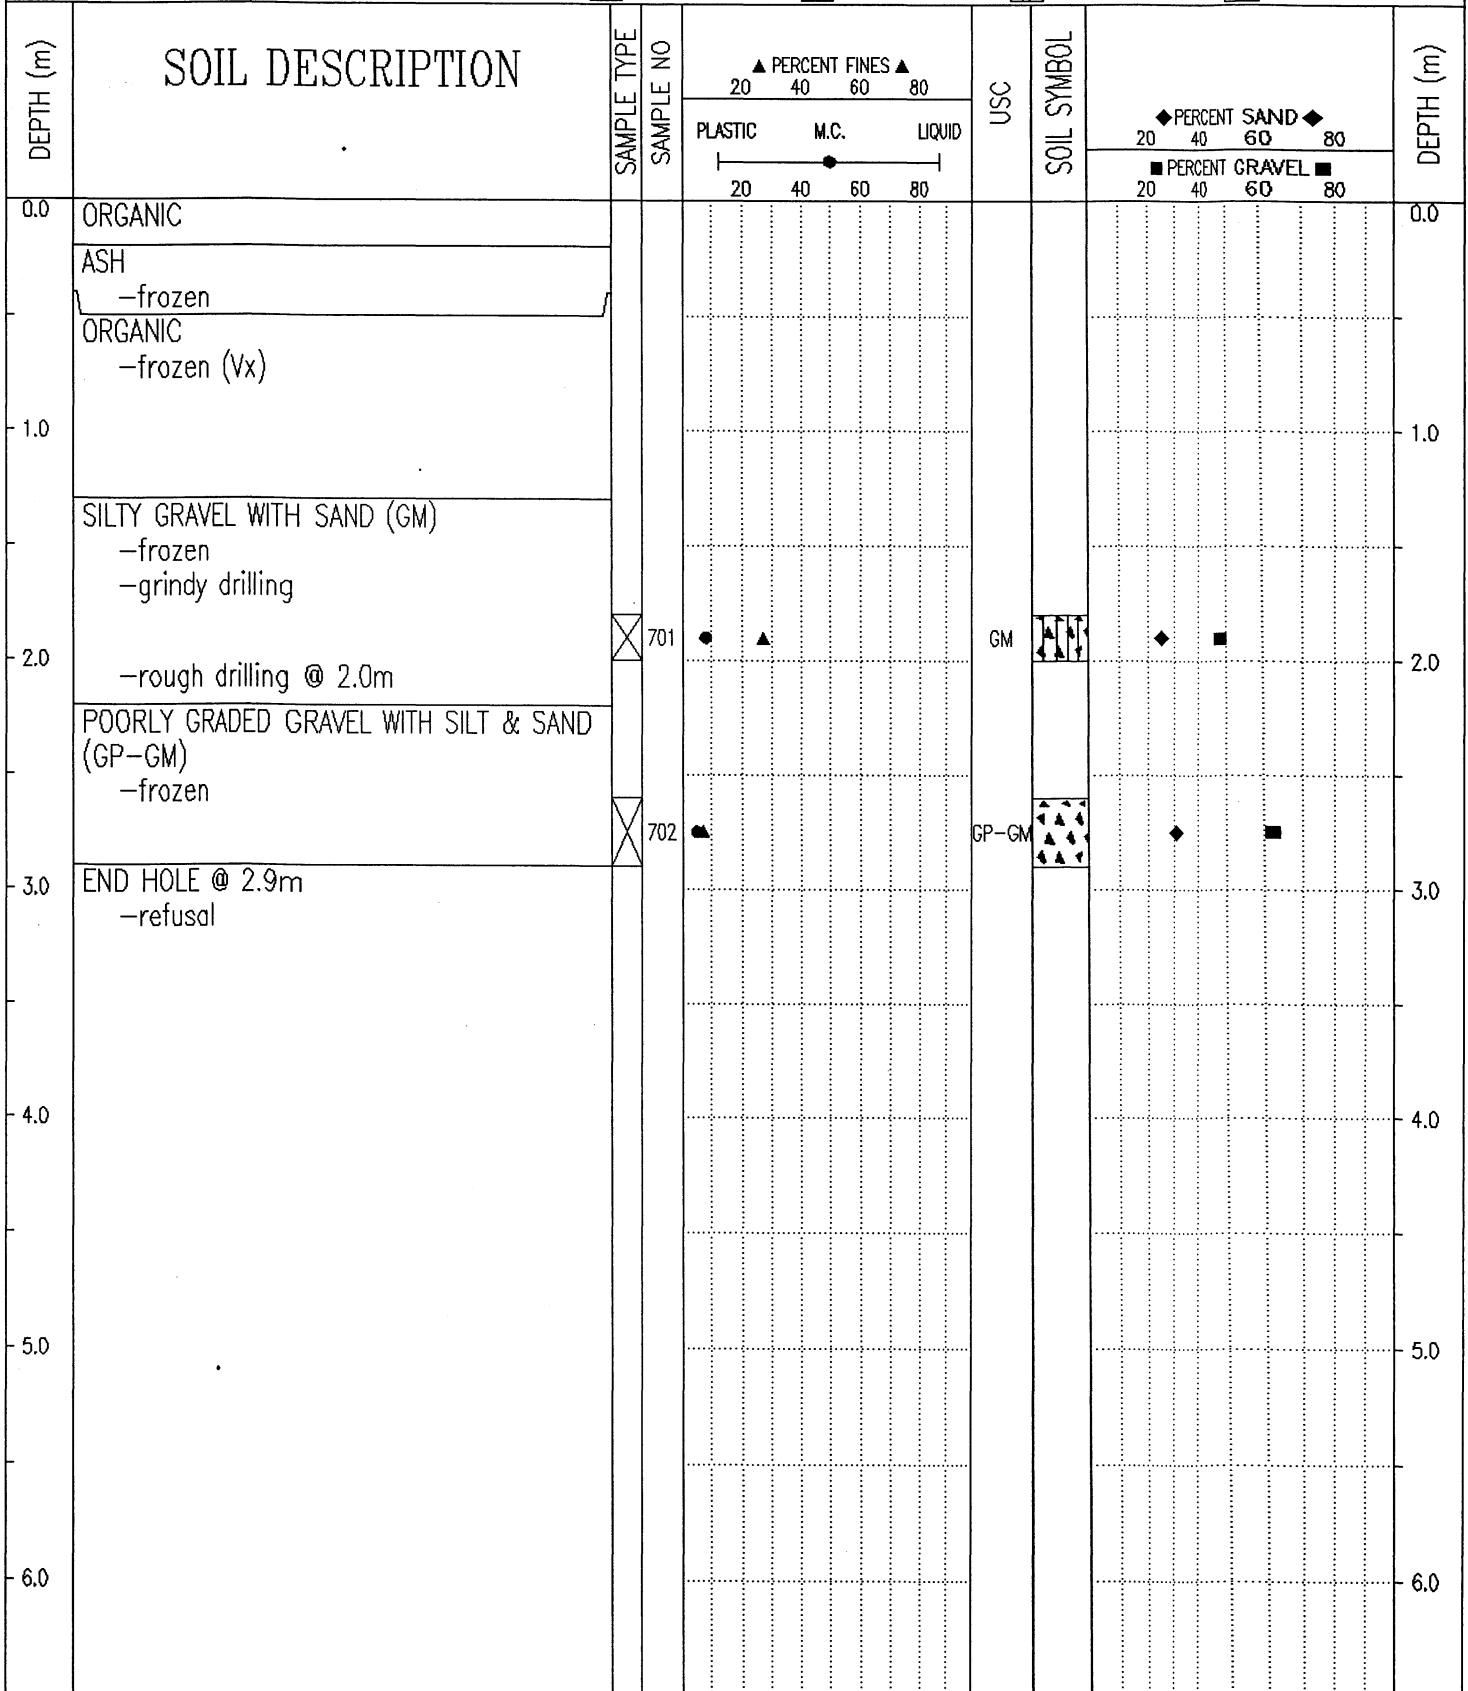 DEPTH (m)
SOIL DESCRIPTION
SAMPLE TYPE
SAMPLE NO
▲ PERCENT FINES ▲
20 40 60 80
PLASTIC M.C. LIQUID
20 40 60 80
USC
SOIL SYMBOL
◆PERCENT SAND◆
20 40 60 80
■PERCENT GRAVEL■
20 40 60 80
DEPTH (m)
0.0 ORGANIC 0.0
ASH
–frozen
ORGANIC
–frozen (Vx)
1.0 1.0
SILTY GRAVEL WITH SAND (GM)
–frozen
–grindy drilling
701 GM
2.0 2.0
–rough drilling @ 2.0m
POORLY GRADED GRAVEL WITH SILT & SAND
(GP–GM)
–frozen
702 GP–GM
3.0 END HOLE @ 2.9m 3.0
–refusal
4.0 4.0
5.0 5.0
6.0 6.0